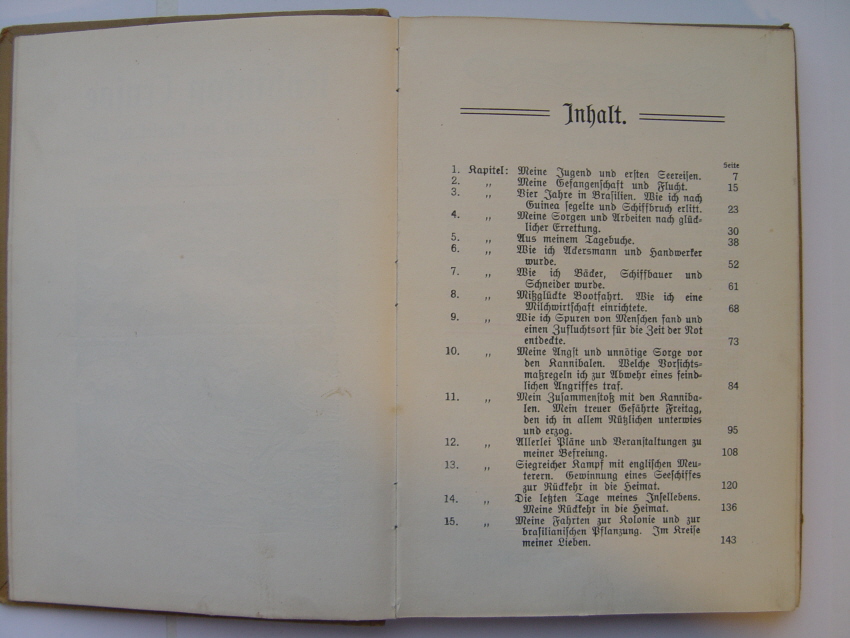 Inhalt.
Seite
1. Kapitel: Meine Jugend und ersten Seereisen. 7
2. „ Meine Gefangenschaft und Flucht. 15
3. „ Vier Jahre in Brasilien. Wie ich nach
Guinea segelte und Schiffbruch erlitt. 23
4. „ Meine Sorgen und Arbeiten nach glück-
licher Errettung. 30
5. „ Aus meinem Tagebuche. 38
6. „ Wie ich Ackersmann und Handwerker
wurde. 52
7. „ Wie ich Bäcker, Schiffbauer und
Schneider wurde. 61
8. „ Mißglückte Bootfahrt. Wie ich eine
Milchwirtschaft einrichtete. 68
9. „ Wie ich Spuren von Menschen fand und
einen Zufluchtsort für die Zeit der Not
entdeckte. 73
10. „ Meine Angst und unnötige Sorge vor
den Kannibalen. Welche Vorsichts-
maßregeln ich zur Abwehr eines feind-
lichen Angriffes traf. 84
11. „ Mein Zusammenstoß mit den Kanniba-
len. Mein treuer Gefährte Freitag,
den ich in allem Nützlichen unterwies
und erzog. 95
12. „ Allerlei Pläne und Veranstaltungen zu
meiner Befreiung. 108
13. „ Siegreicher Kampf mit englischen Meu-
terern. Gewinnung eines Seeschiffes
zur Rückkehr in die Heimat. 120
14. „ Die letzten Tage meines Insellebens.
Meine Rückkehr in die Heimat. 136
15. „ Meine Fahrten zur Kolonie und zur
brasilianischen Pflanzung. Im Kreise
meiner Lieben. 143